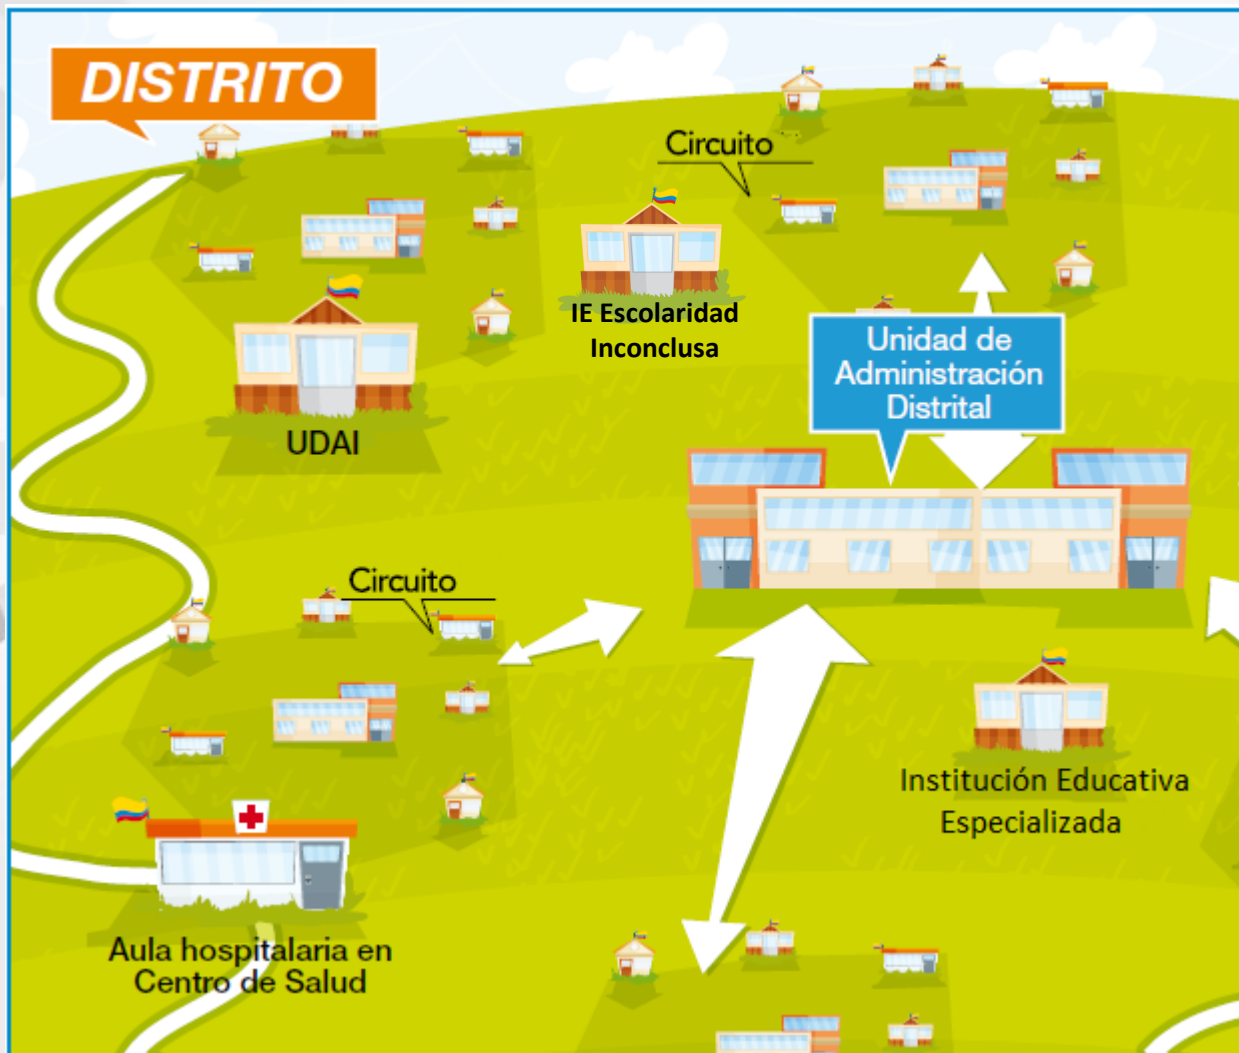 DISTRITO
Circuito
IE Escolaridad
Inconclusa
Unidad de
Administración
Distrital
UDAI
Circuito
Institución Educativa
Especializada
Aula hospitalaria en
Centro de Salud